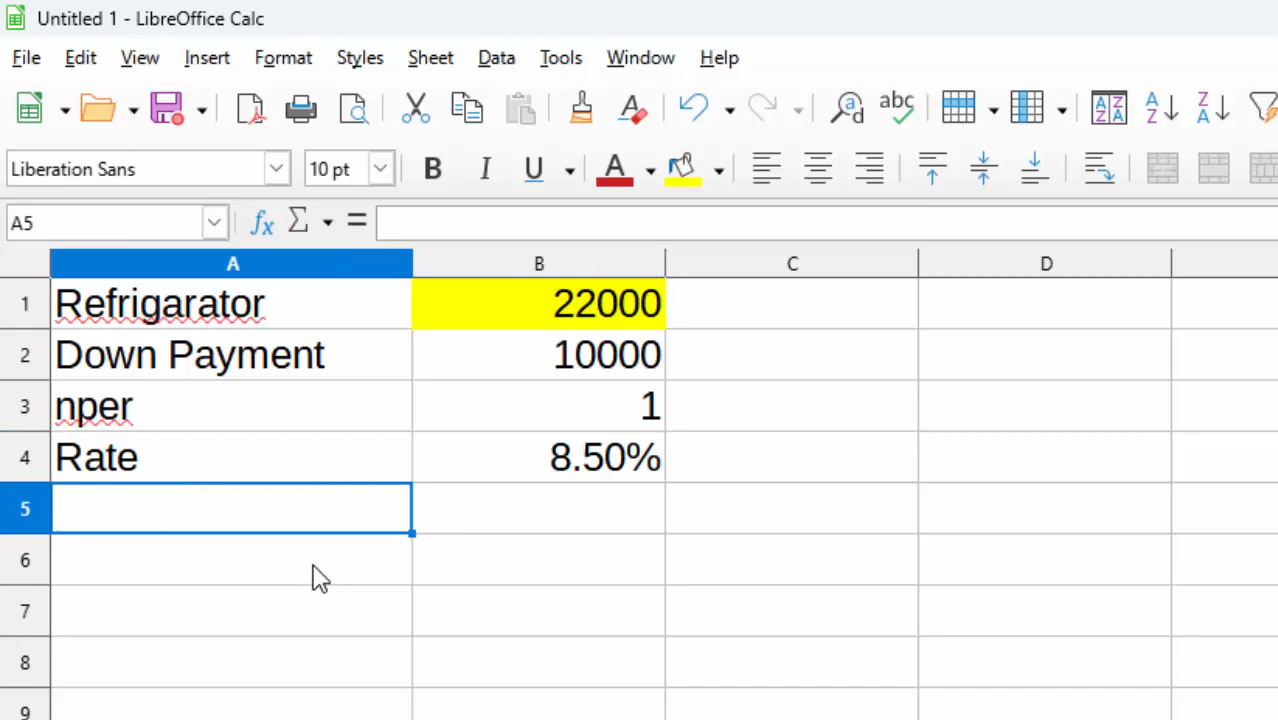 Untitled 1 - LibreOffice Calc
File Edit View Insert Format Styles Sheet Data Tools Window Help
abc A Z Z A A Z Z A
Liberation Sans 10 pt B I U A
A5 fx Σ =
A B C D
1 Refrigarator 22000
2 Down Payment 10000
3 nper 1
4 Rate 8.50%
5
6
7
8
9